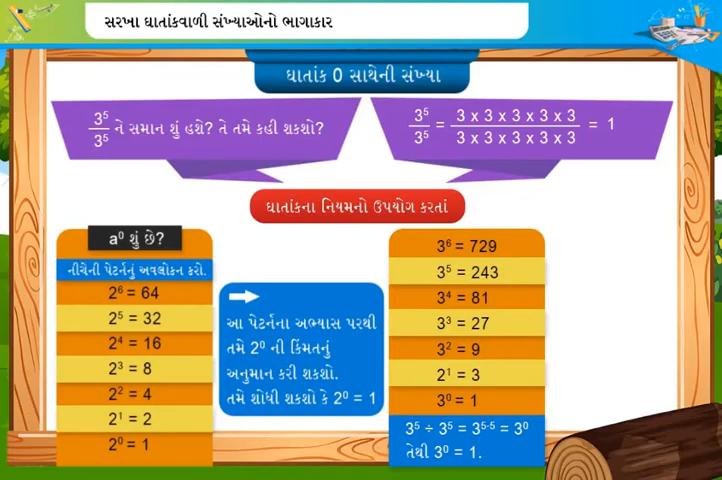 સરખા ઘાતાંકવાળી સંખ્યાઓનો ભાગાકાર
ઘાતાંક 0 સાથેની સંખ્યા
3⁵/3⁵ ને સમાન શું હશે? તે તમે કહી શકશો?
3⁵/3⁵ = 3 x 3 x 3 x 3 x 3 / 3 x 3 x 3 x 3 x 3 = 1
ઘાતાંકના નિયમનો ઉપયોગ કરતાં
a⁰ શું છે?
નીચેની પેટર્નનું અવલોકન કરો.
2⁶ = 64
2⁵ = 32
2⁴ = 16
2³ = 8
2² = 4
2¹ = 2
2⁰ = 1
આ પેટર્નના અભ્યાસ પરથી
તમે 2⁰ ની કિંમતનું
અનુમાન કરી શકશો.
તમે શોધી શકશો કે 2⁰ = 1
3⁶ = 729
3⁵ = 243
3⁴ = 81
3³ = 27
3² = 9
2¹ = 3
3⁰ = 1
3⁵ ÷ 3⁵ = 3⁵⁻⁵ = 3⁰
તેથી 3⁰ = 1.